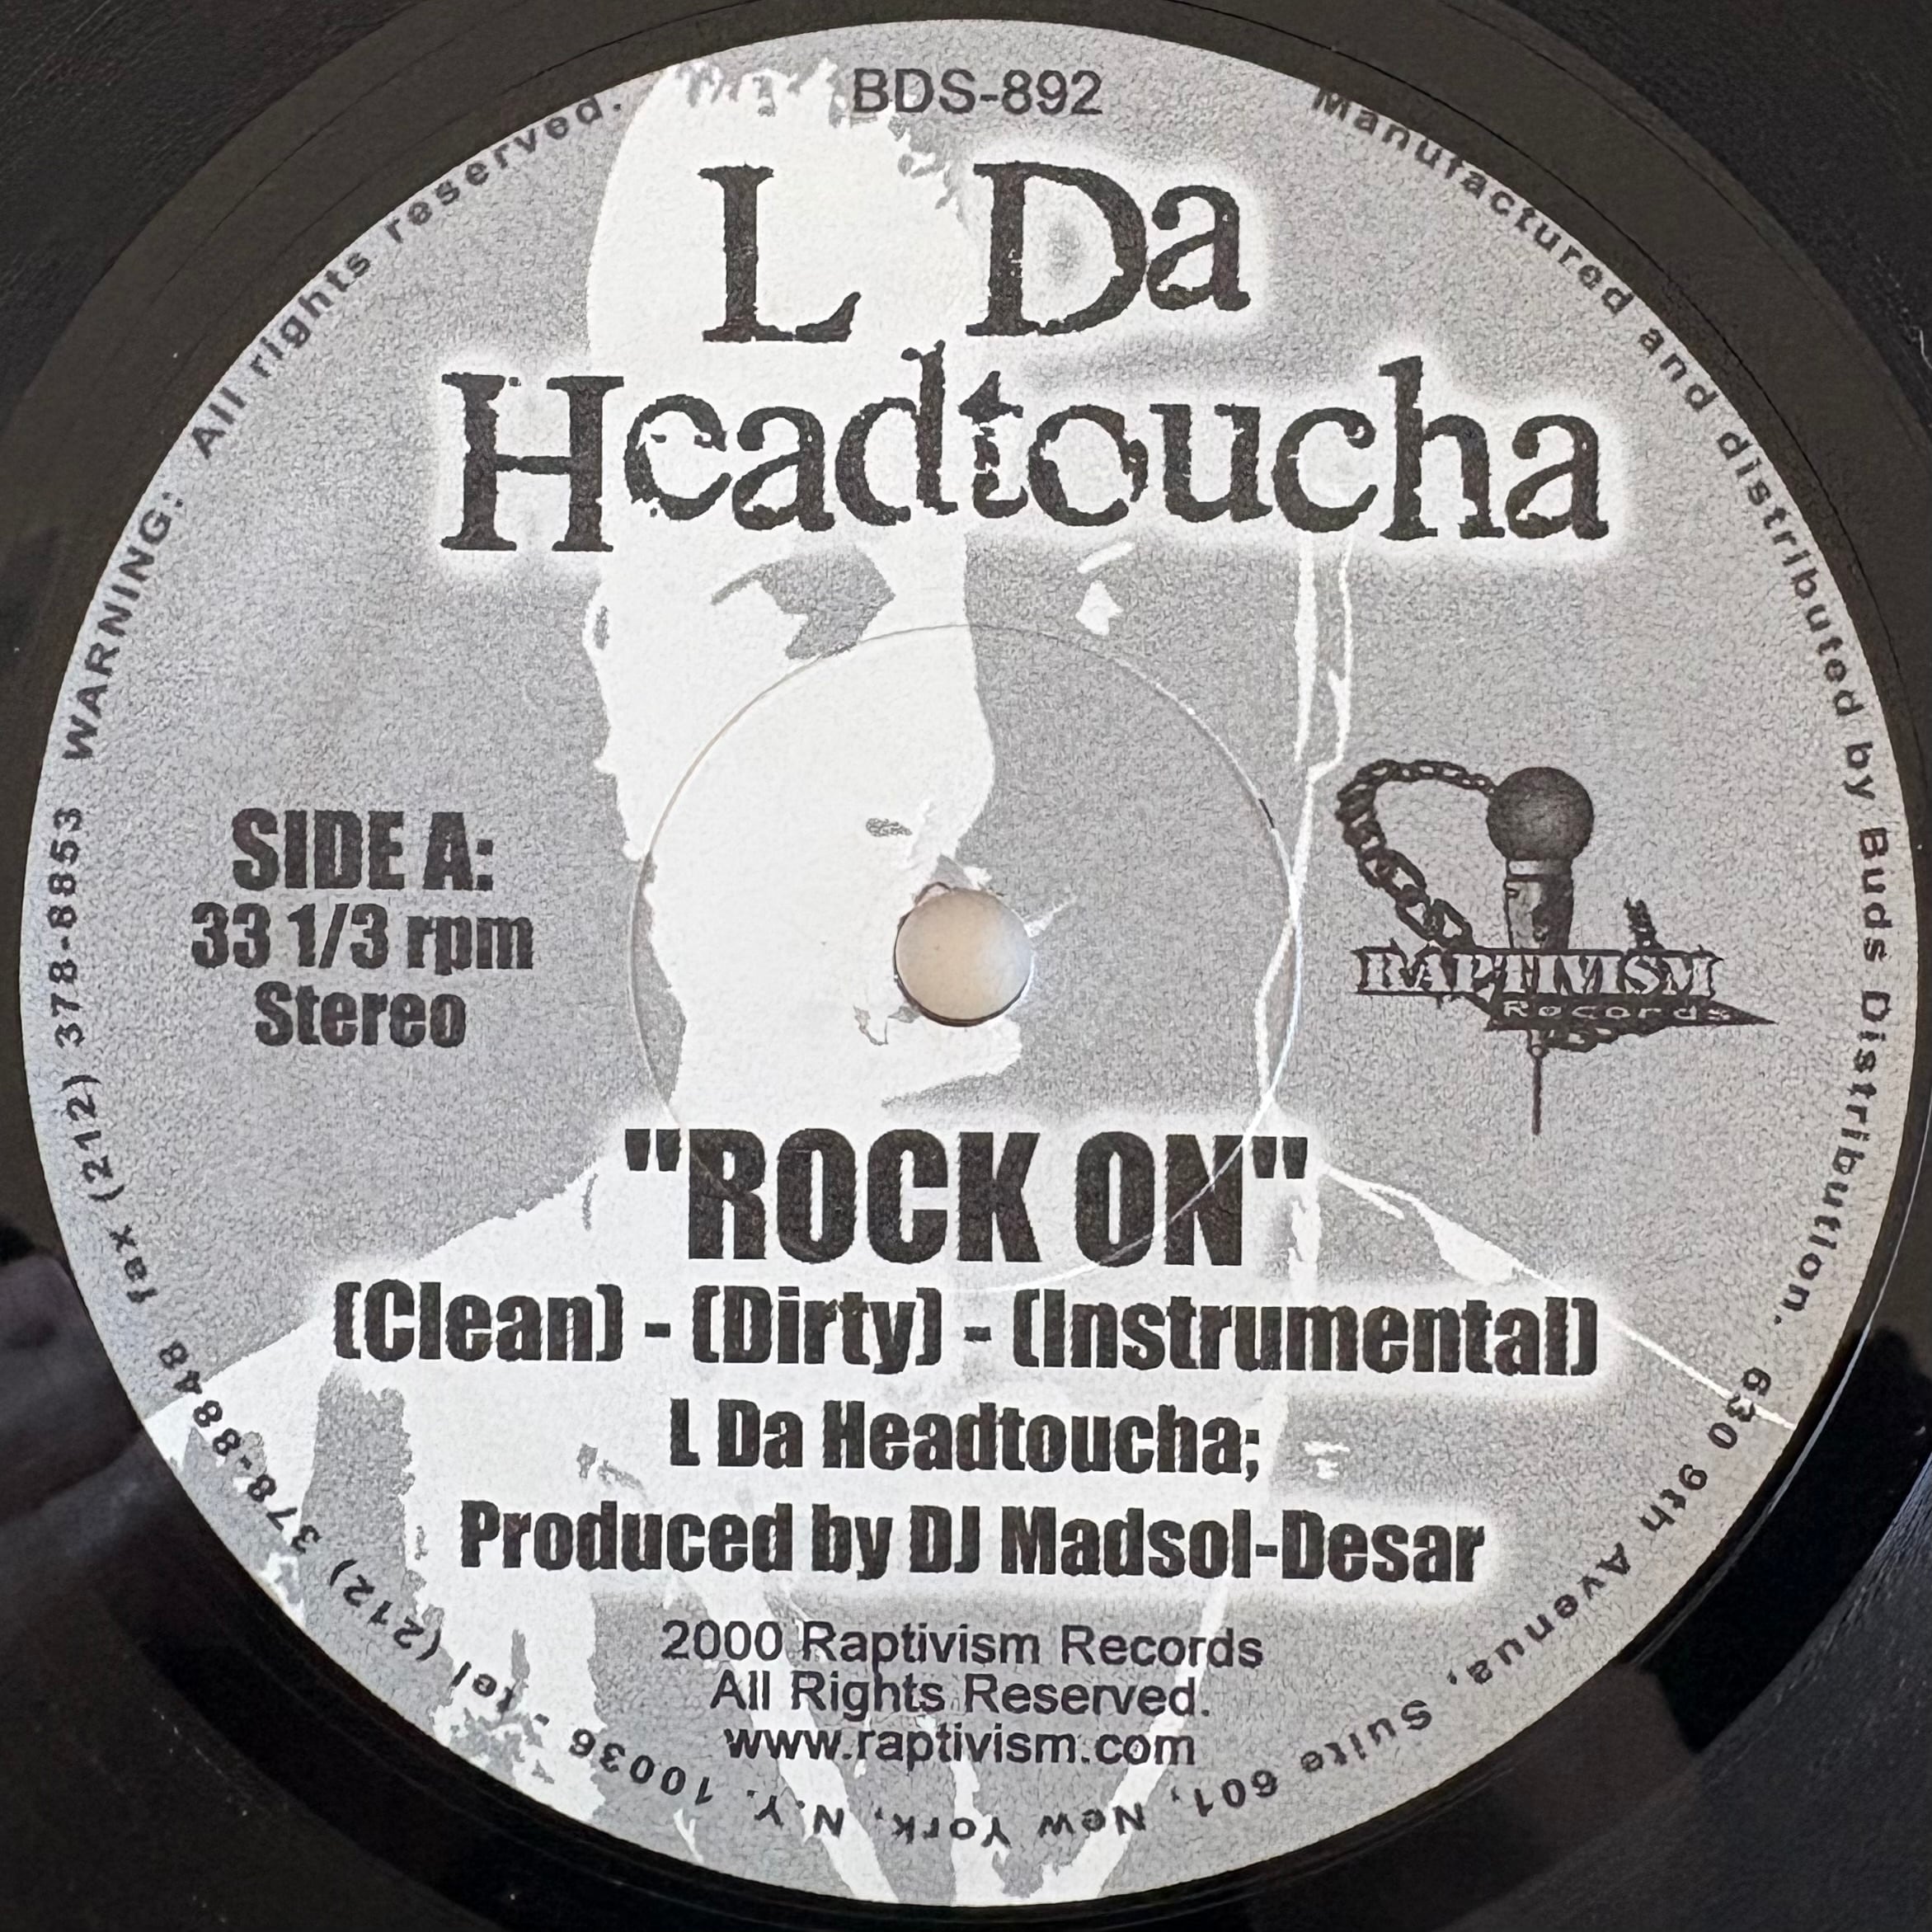 BDS-892
L Da
Headtoucha
SIDE A:
33 1/3 rpm
Stereo
RAPTIVISM
Records
"ROCK ON"
(Clean) - (Dirty) - (Instrumental)
L Da Headtoucha;
Produced by DJ Madsol-Desar
2000 Raptivism Records
All Rights Reserved.
www.raptivism.com
Manufactured and distributed by Buds Distribution. 630 9th Avenue, Suite 601, New York, N.Y. 10036 - tel (212) 378-8848 fax (212) 378-8853 WARNING: All rights reserved.